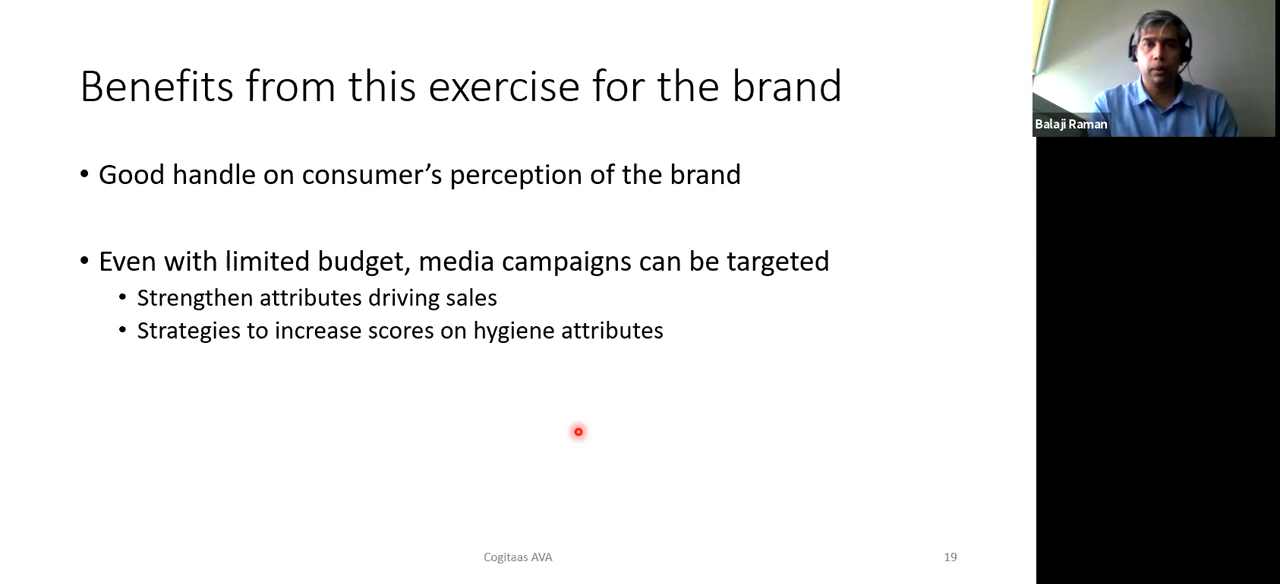 Benefits from this exercise for the brand
• Good handle on consumer’s perception of the brand
• Even with limited budget, media campaigns can be targeted
• Strengthen attributes driving sales
• Strategies to increase scores on hygiene attributes
Cogitaas AVA
19
Balaji Raman